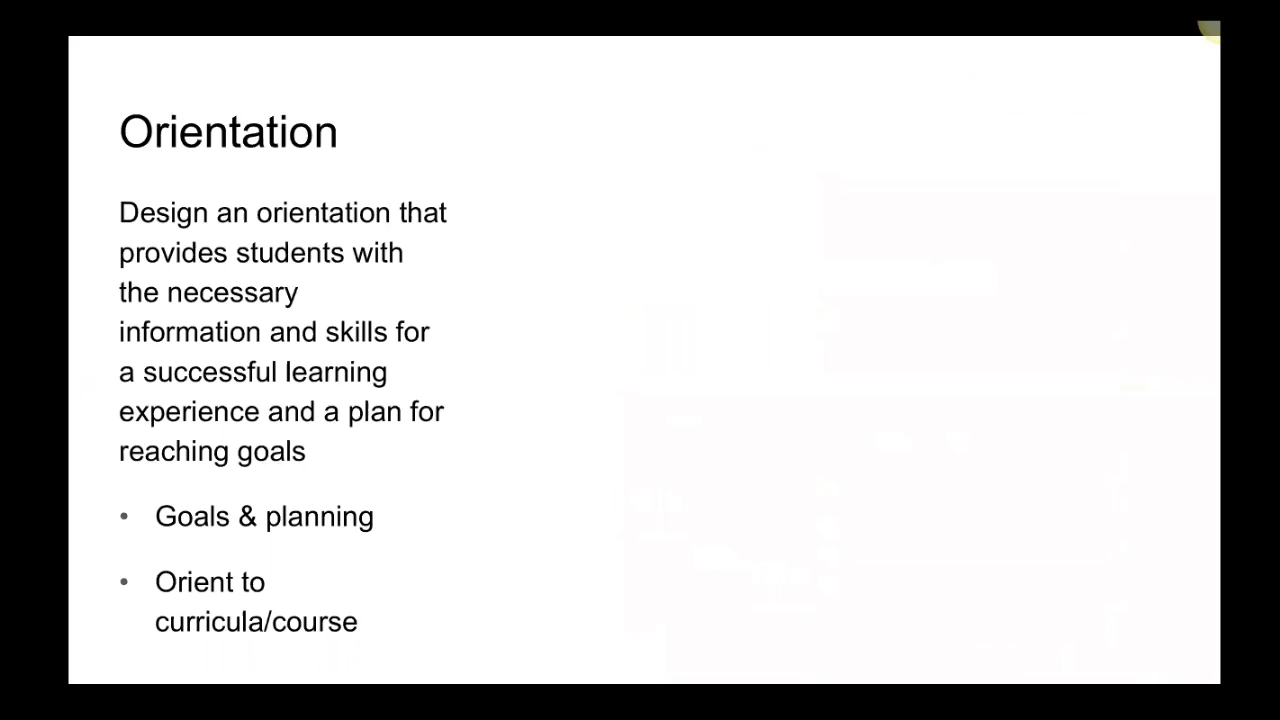 Orientation
Design an orientation that
provides students with
the necessary
information and skills for
a successful learning
experience and a plan for
reaching goals
• Goals & planning
• Orient to
curricula/course